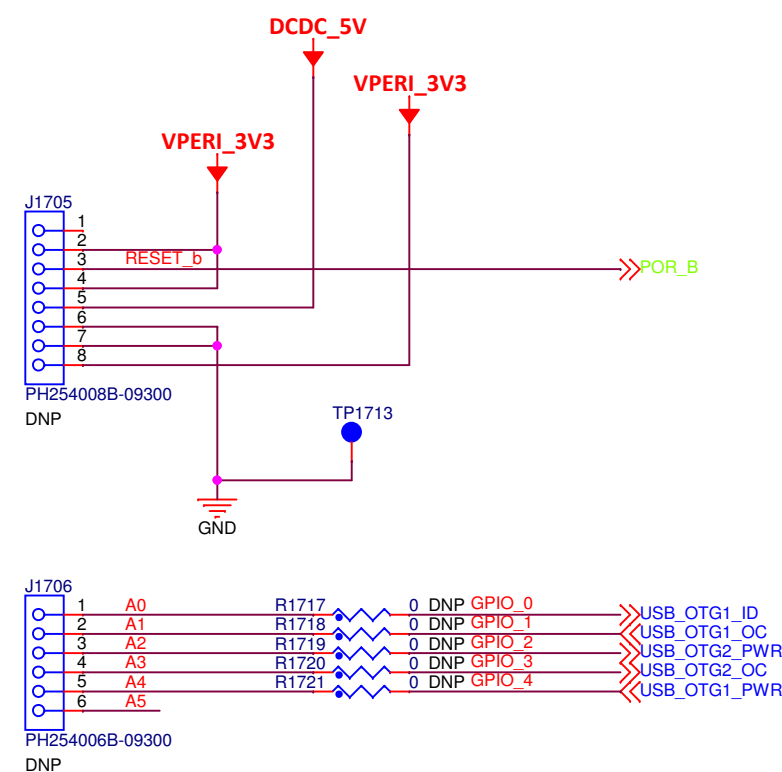 DCDC_5V
VPERI_3V3
VPERI_3V3
J1705
1
2
3 RESET_b POR_B
4
5
6
7
8
PH254008B-09300
DNP
TP1713
GND
J1706
1 A0 R1717 0 DNP GPIO_0 USB_OTG1_ID
2 A1 R1718 0 DNP GPIO_1 USB_OTG1_OC
3 A2 R1719 0 DNP GPIO_2 USB_OTG2_PWR
4 A3 R1720 0 DNP GPIO_3 USB_OTG2_OC
5 A4 R1721 0 DNP GPIO_4 USB_OTG1_PWR
6 A5
PH254006B-09300
DNP